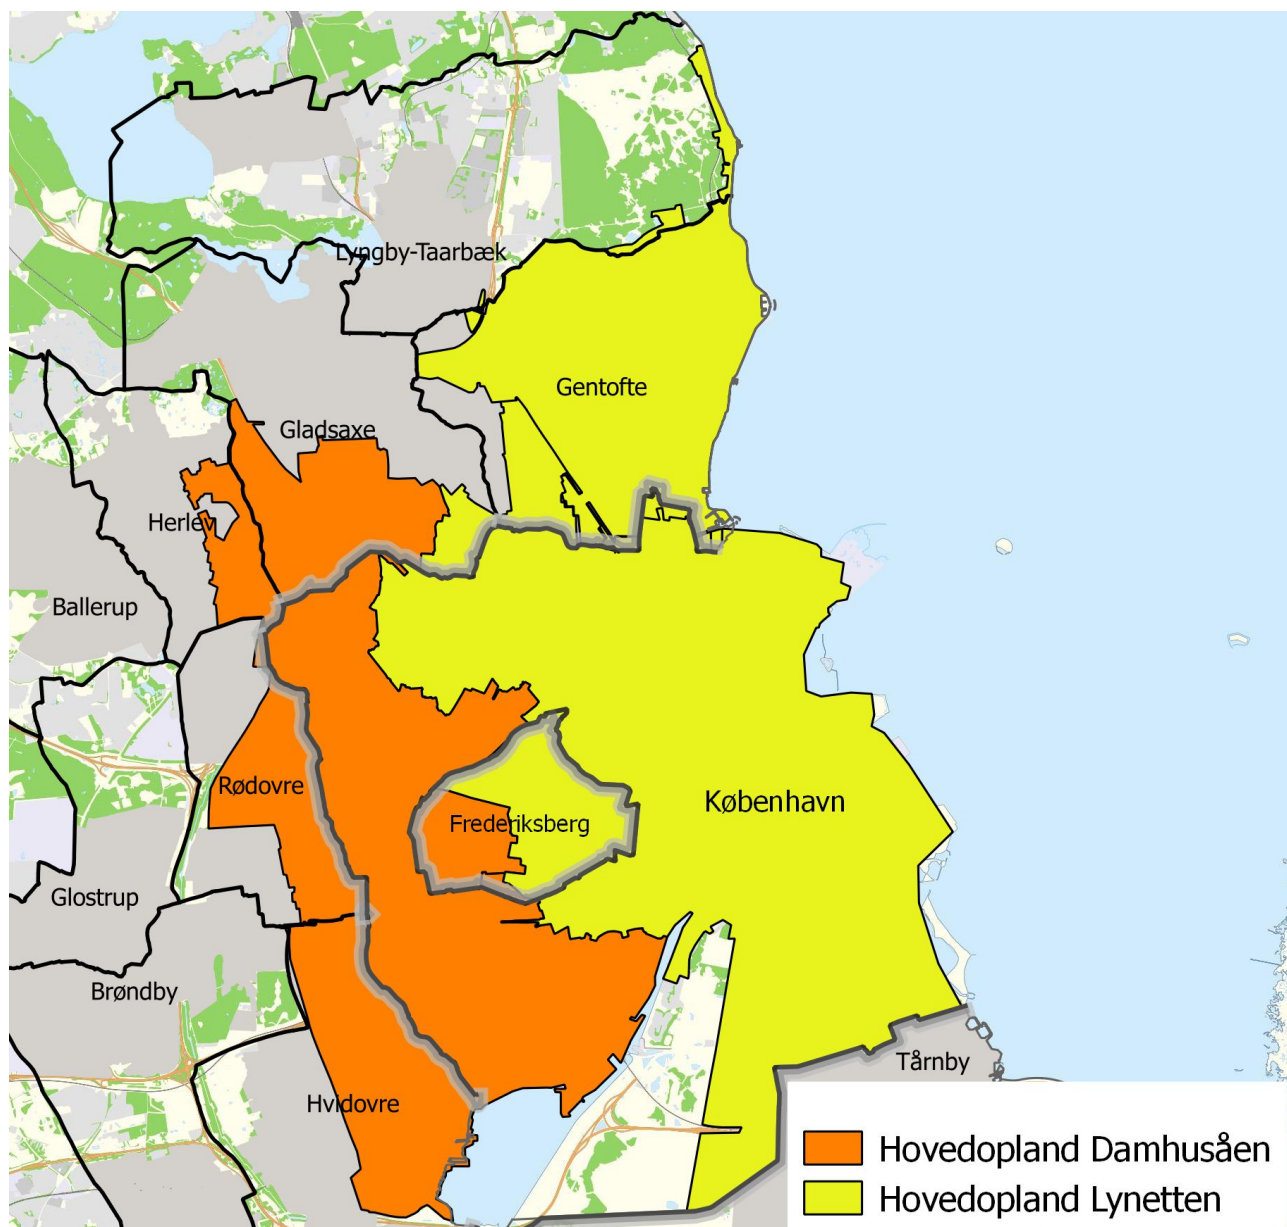 Lyngby-Taarbæk
Gentofte
Gladsaxe
Herlev
Ballerup
Rødovre
København
Frederiksberg
Glostrup
Brøndby
Tårnby
Hvidovre
Hovedopland Damhusåen
Hovedopland Lynetten